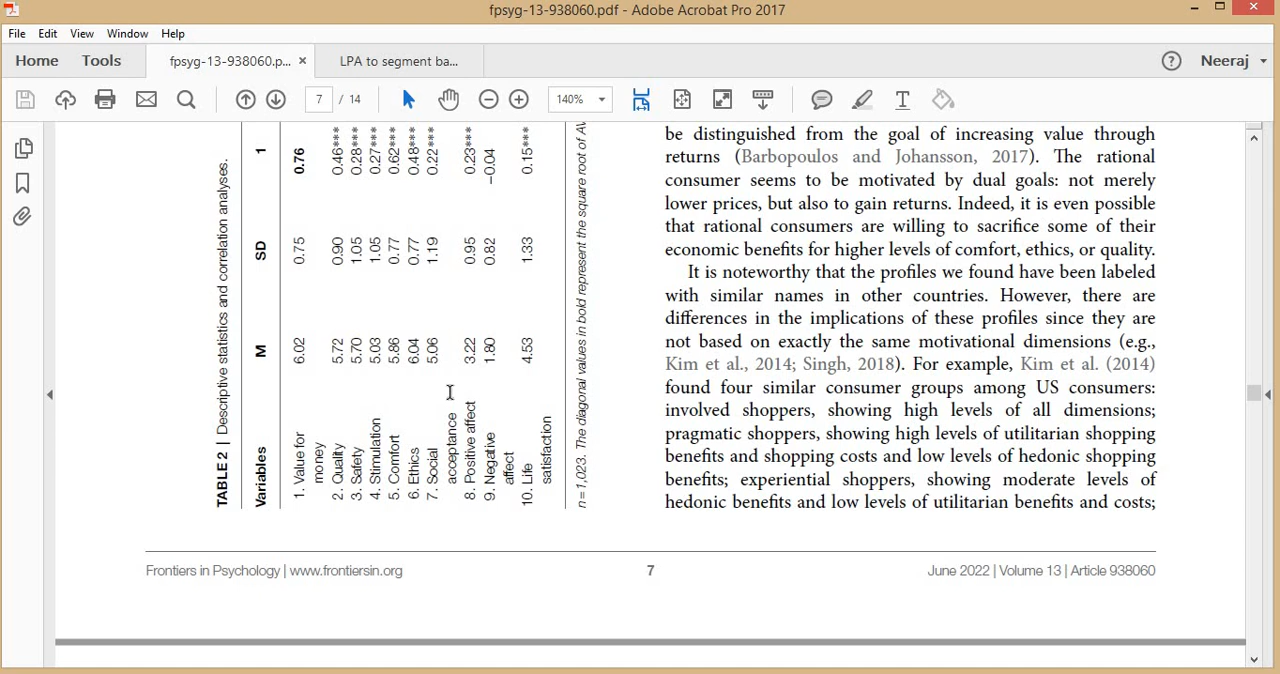 fpsyg-13-938060.pdf - Adobe Acrobat Pro 2017
File Edit View Window Help
Home Tools fpsyg-13-938060.p... × LPA to segment ba... Neeraj
7 / 14 140%
TABLE 2 | Descriptive statistics and correlation analyses.
Variables M SD 1
1. Value for money 6.02 0.75 0.76
2. Quality 5.72 0.90 0.46***
3. Safety 5.70 1.05 0.28***
4. Stimulation 5.03 1.05 0.27***
5. Comfort 5.86 0.77 0.62***
6. Ethics 6.04 0.77 0.48***
7. Social acceptance 5.06 1.19 0.22***
8. Positive affect 3.22 0.95 0.23***
9. Negative affect 1.80 0.82 −0.04
10. Life satisfaction 4.53 1.33 0.15***
n = 1,023. The diagonal values in bold represent the square root of AV
be distinguished from the goal of increasing value through
returns (Barbopoulos and Johansson, 2017). The rational
consumer seems to be motivated by dual goals: not merely
lower prices, but also to gain returns. Indeed, it is even possible
that rational consumers are willing to sacrifice some of their
economic benefits for higher levels of comfort, ethics, or quality.
It is noteworthy that the profiles we found have been labeled
with similar names in other countries. However, there are
differences in the implications of these profiles since they are
not based on exactly the same motivational dimensions (e.g.,
Kim et al., 2014; Singh, 2018). For example, Kim et al. (2014)
found four similar consumer groups among US consumers:
involved shoppers, showing high levels of all dimensions;
pragmatic shoppers, showing high levels of utilitarian shopping
benefits and shopping costs and low levels of hedonic shopping
benefits; experiential shoppers, showing moderate levels of
hedonic benefits and low levels of utilitarian benefits and costs;
Frontiers in Psychology | www.frontiersin.org 7 June 2022 | Volume 13 | Article 938060